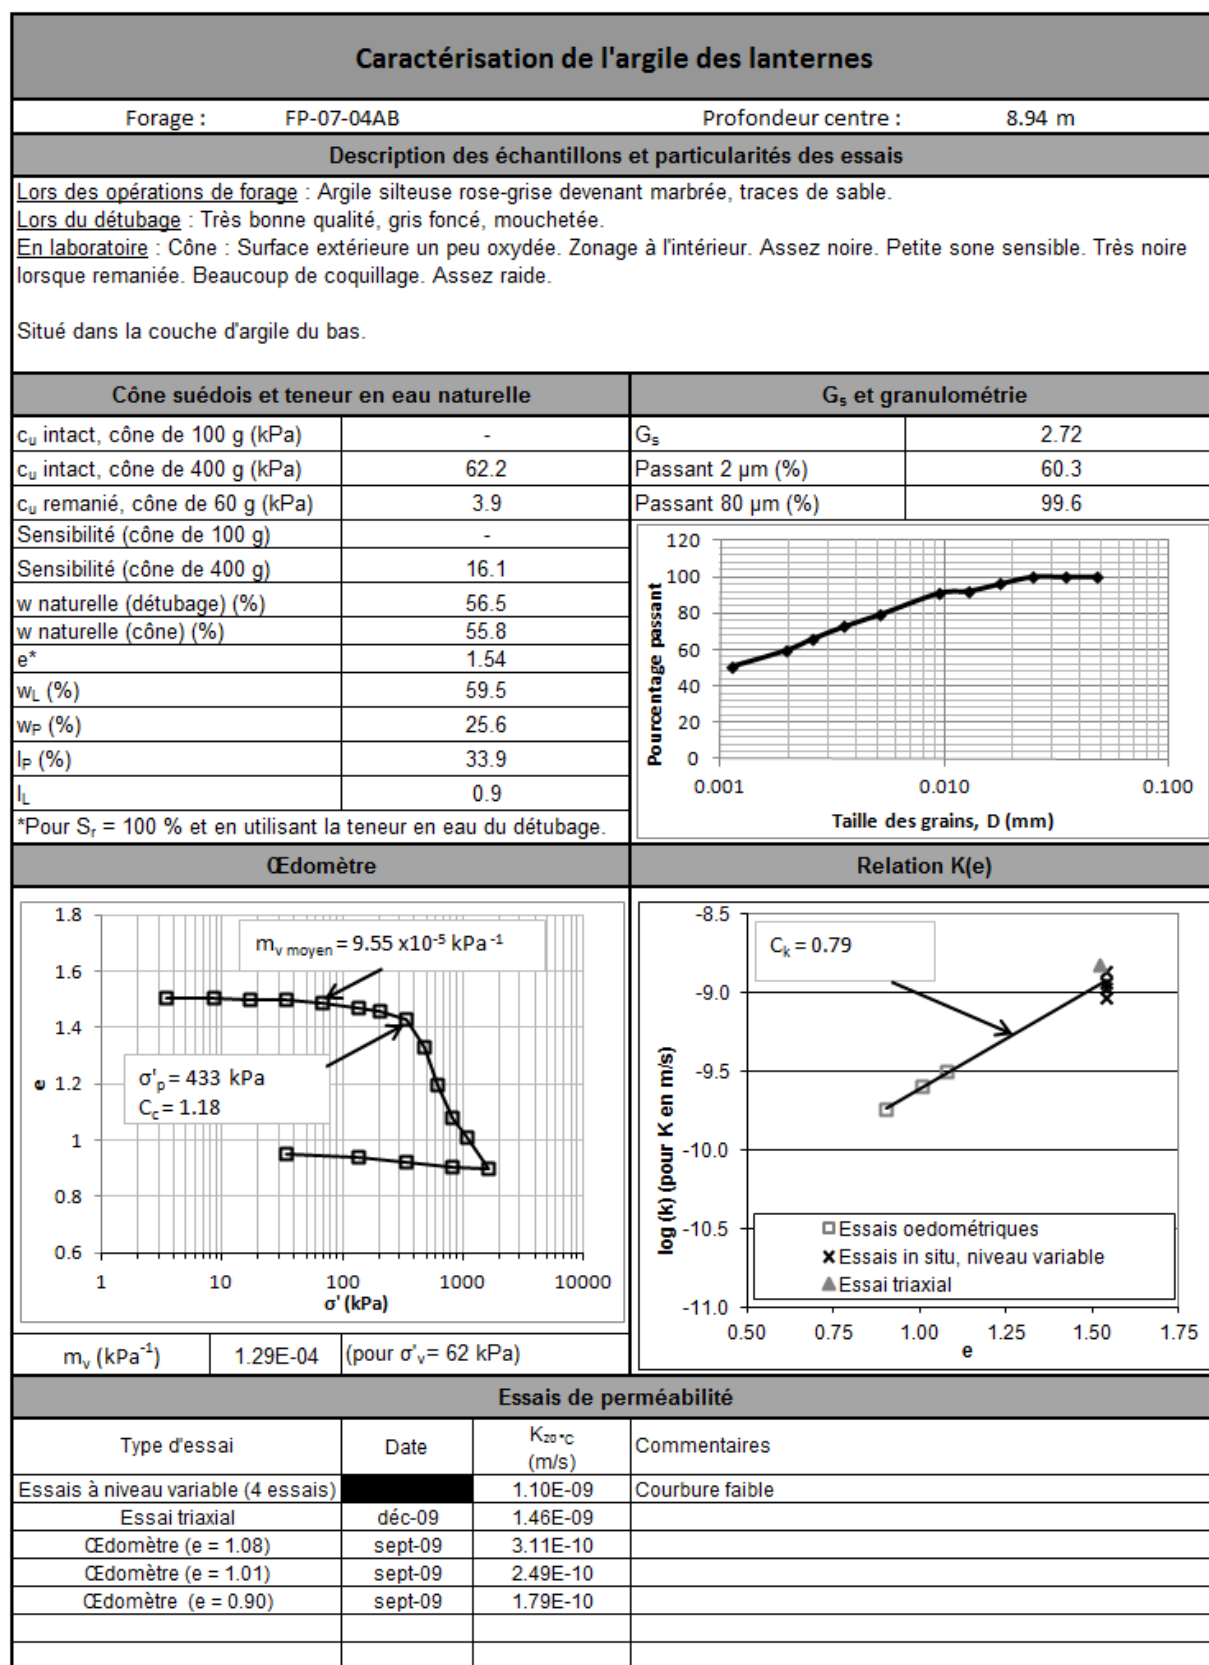 Caractérisation de l'argile des lanternes
Forage : FP-07-04AB Profondeur centre : 8.94 m
Description des échantillons et particularités des essais
Lors des opérations de forage : Argile silteuse rose-grise devenant marbrée, traces de sable.
Lors du détubage : Très bonne qualité, gris foncé, mouchetée.
En laboratoire : Cône : Surface extérieure un peu oxydée. Zonage à l'intérieur. Assez noire. Petite sone sensible. Très noire
lorsque remaniée. Beaucoup de coquillage. Assez raide.
Situé dans la couche d'argile du bas.
Cône suédois et teneur en eau naturelle
cu intact, cône de 100 g (kPa) -
cu intact, cône de 400 g (kPa) 62.2
cu remanié, cône de 60 g (kPa) 3.9
Sensibilité (cône de 100 g) -
Sensibilité (cône de 400 g) 16.1
w naturelle (détubage) (%) 56.5
w naturelle (cône) (%) 55.8
e* 1.54
wL (%) 59.5
wP (%) 25.6
IP (%) 33.9
IL 0.9
*Pour Sr = 100 % et en utilisant la teneur en eau du détubage.
Gs et granulométrie
Gs 2.72
Passant 2 µm (%) 60.3
Passant 80 µm (%) 99.6
Pourcentage passant
120
100
80
60
40
20
0
0.001 0.010 0.100
Taille des grains, D (mm)
Œdomètre
mv moyen = 9.55 x10-5 kPa-1
σ'p = 433 kPa
Cc = 1.18
e
1.8
1.6
1.4
1.2
1
0.8
0.6
1 10 100 1000 10000
σ' (kPa)
mv (kPa-1) 1.29E-04 (pour σ'v= 62 kPa)
Relation K(e)
Ck = 0.79
log (k) (pour K en m/s)
-8.5
-9.0
-9.5
-10.0
-10.5
-11.0
Essais oedométriques
Essais in situ, niveau variable
Essai triaxial
0.50 0.75 1.00 1.25 1.50 1.75
e
Essais de perméabilité
Type d'essai Date K20°C (m/s) Commentaires
Essais à niveau variable (4 essais) 1.10E-09 Courbure faible
Essai triaxial déc-09 1.46E-09
Œdomètre (e = 1.08) sept-09 3.11E-10
Œdomètre (e = 1.01) sept-09 2.49E-10
Œdomètre (e = 0.90) sept-09 1.79E-10